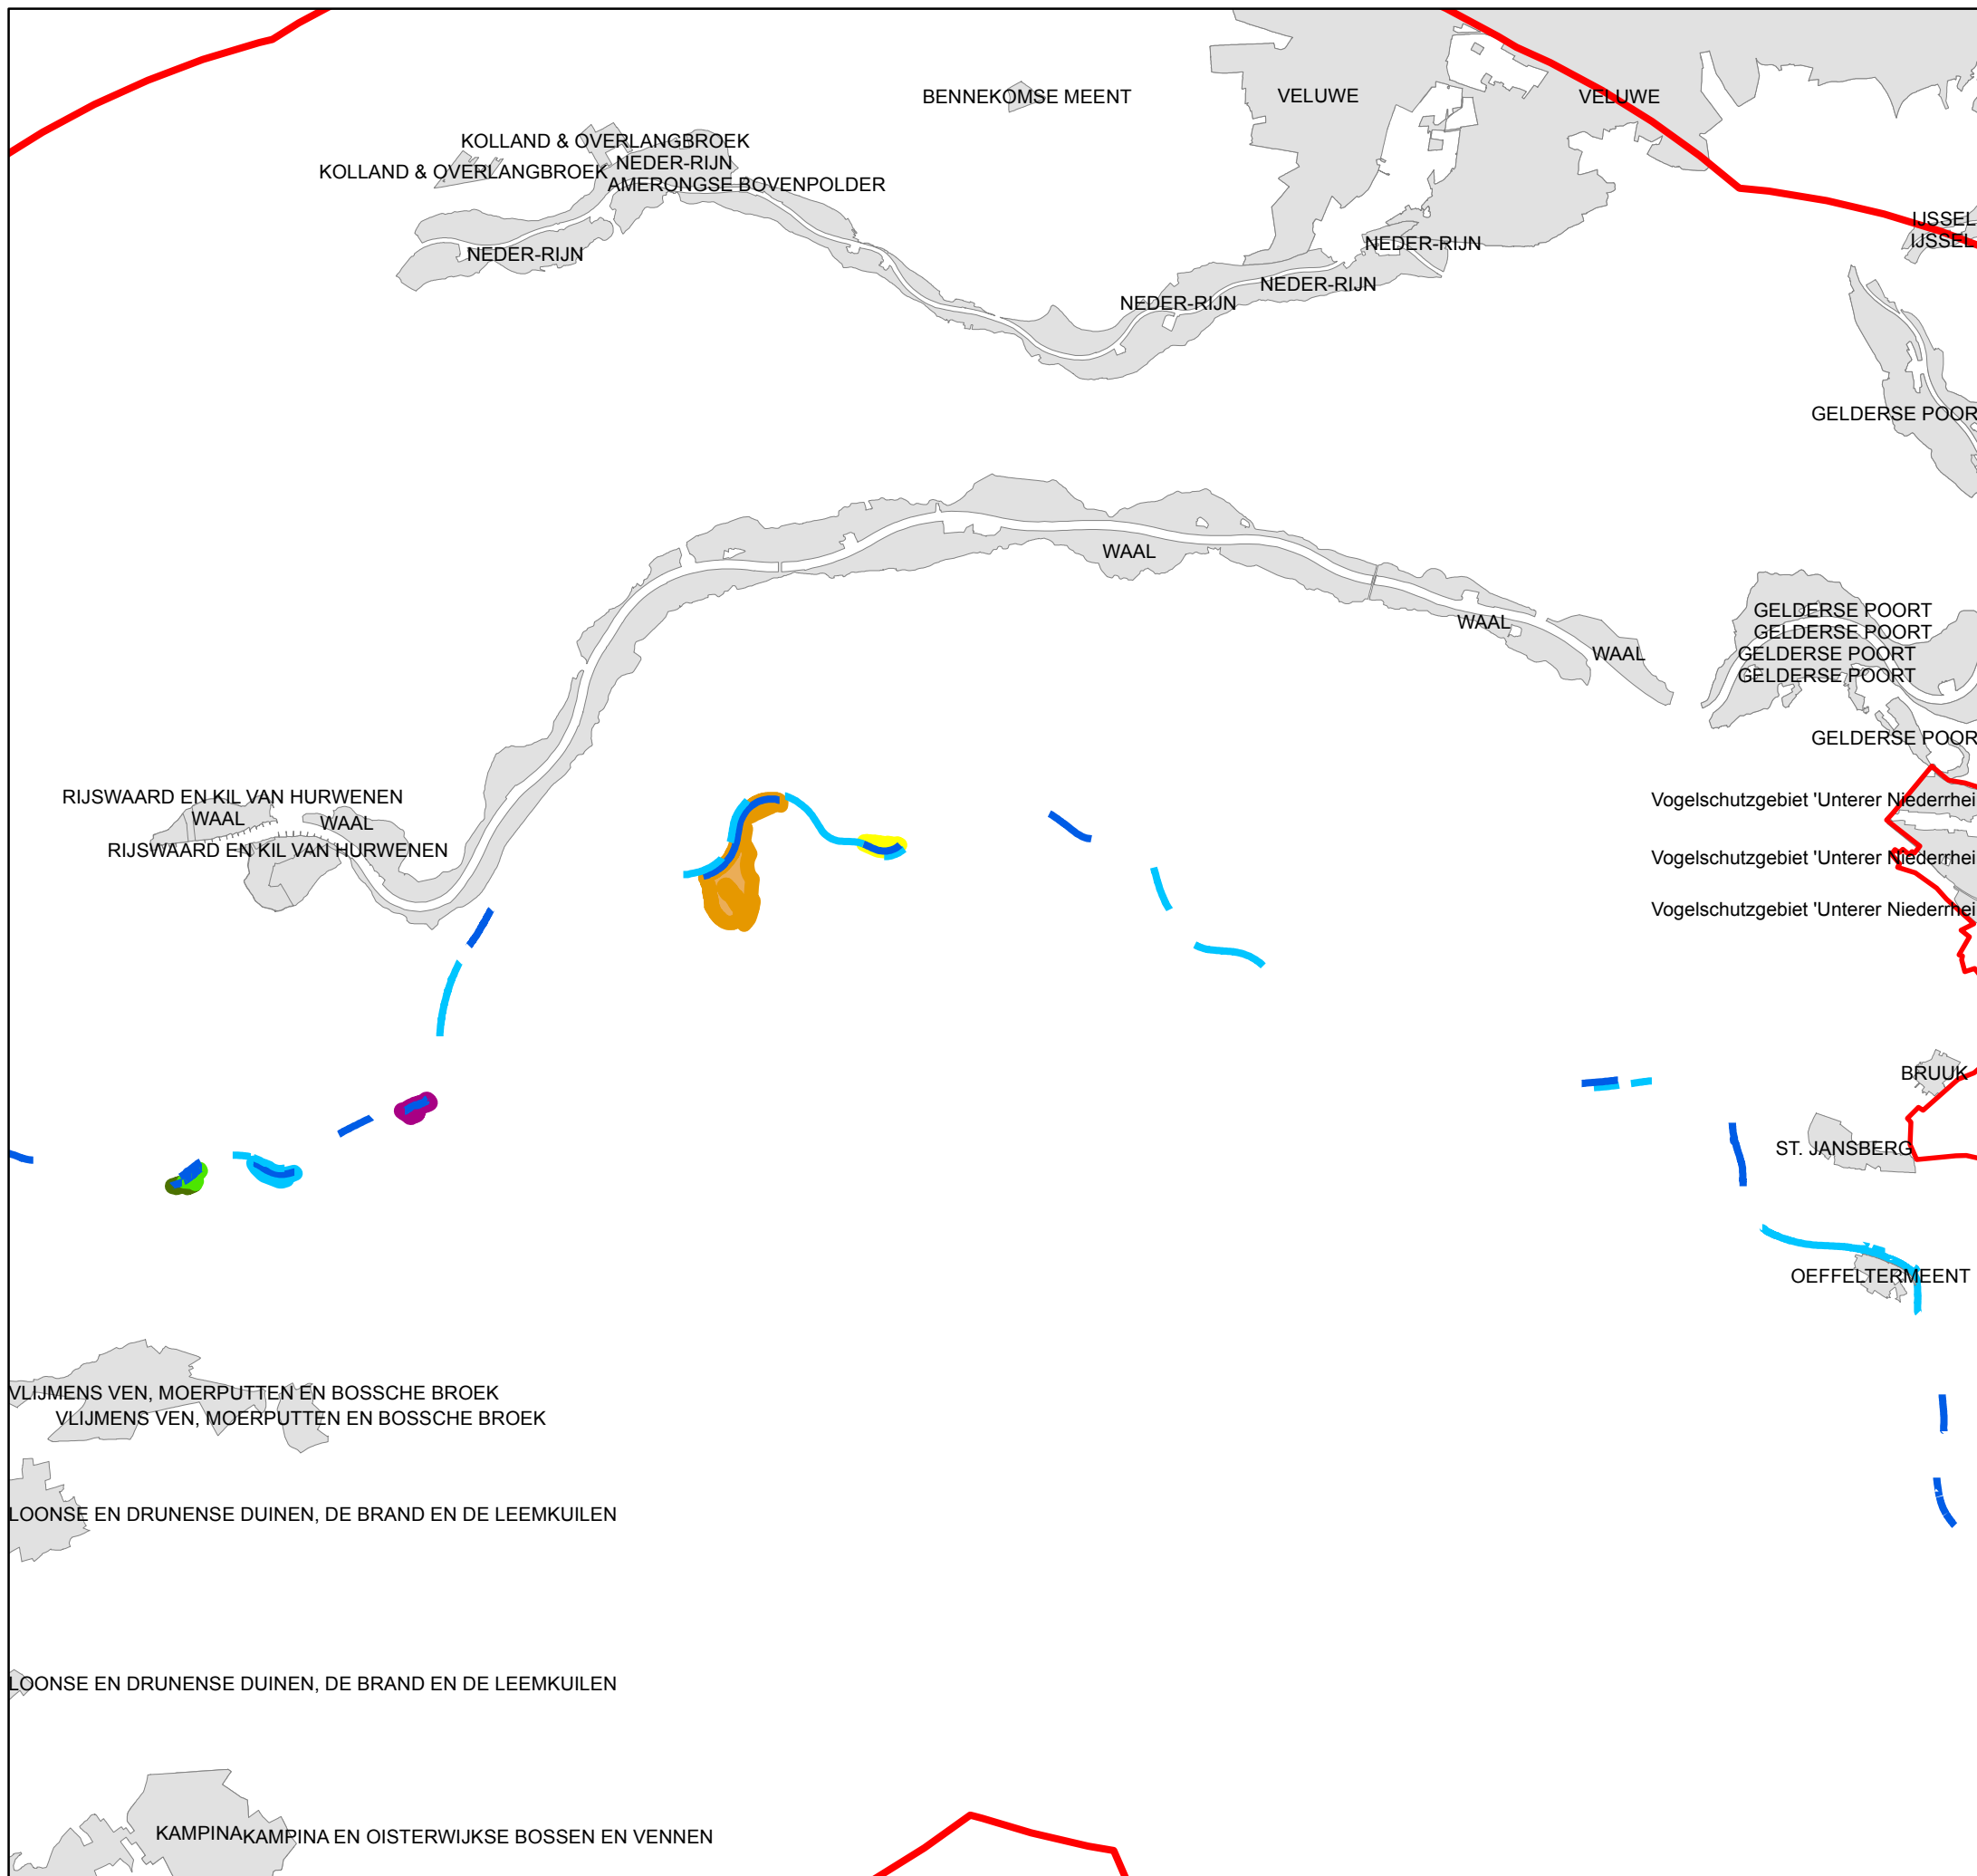 BENNEKOMSE MEENT
VELUWE
VELUWE
KOLLAND & OVERLANGBROEK
NEDER-RIJN
KOLLAND & OVERLANGBROEK
AMERONGSE BOVENPOLDER
IJSSEL
IJSSEL
NEDER-RIJN
NEDER-RIJN
NEDER-RIJN
NEDER-RIJN
GELDERSE POOR
WAAL
GELDERSE POORT
WAAL
GELDERSE POORT
WAAL
GELDERSE POORT
GELDERSE POORT
GELDERSE POOR
RIJSWAARD EN KIL VAN HURWENEN
Vogelschutzgebiet 'Unterer Niederrhei
WAAL
WAAL
RIJSWAARD EN KIL VAN HURWENEN
Vogelschutzgebiet 'Unterer Niederrhei
Vogelschutzgebiet 'Unterer Niederrhei
BRUUK
ST. JANSBERG
OEFFELTERMEENT
VLIJMENS VEN, MOERPUTTEN EN BOSSCHE BROEK
VLIJMENS VEN, MOERPUTTEN EN BOSSCHE BROEK
LOONSE EN DRUNENSE DUINEN, DE BRAND EN DE LEEMKUILEN
LOONSE EN DRUNENSE DUINEN, DE BRAND EN DE LEEMKUILEN
KAMPINA
KAMPINA EN OISTERWIJKSE BOSSEN EN VENNEN